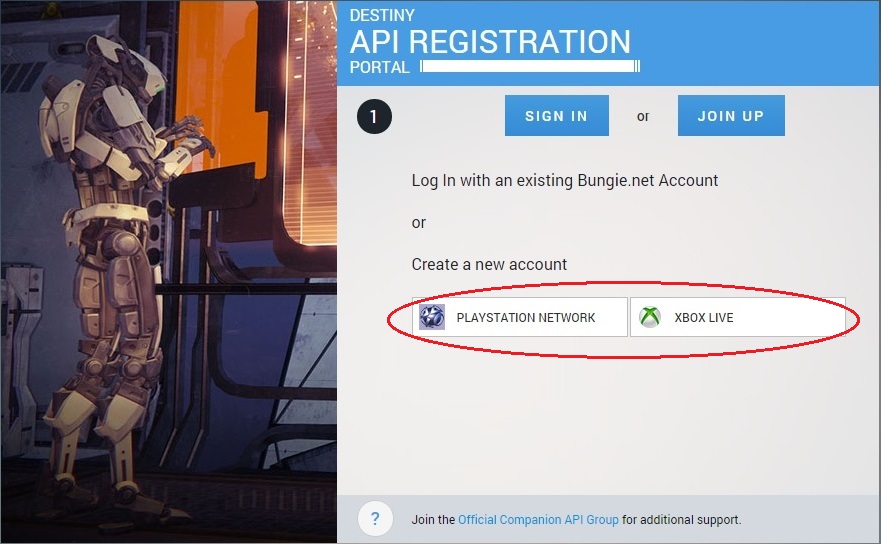 DESTINY
API REGISTRATION
PORTAL
1
SIGN IN or JOIN UP
Log In with an existing Bungie.net Account
or
Create a new account
PLAYSTATION NETWORK XBOX LIVE
? Join the Official Companion API Group for additional support.